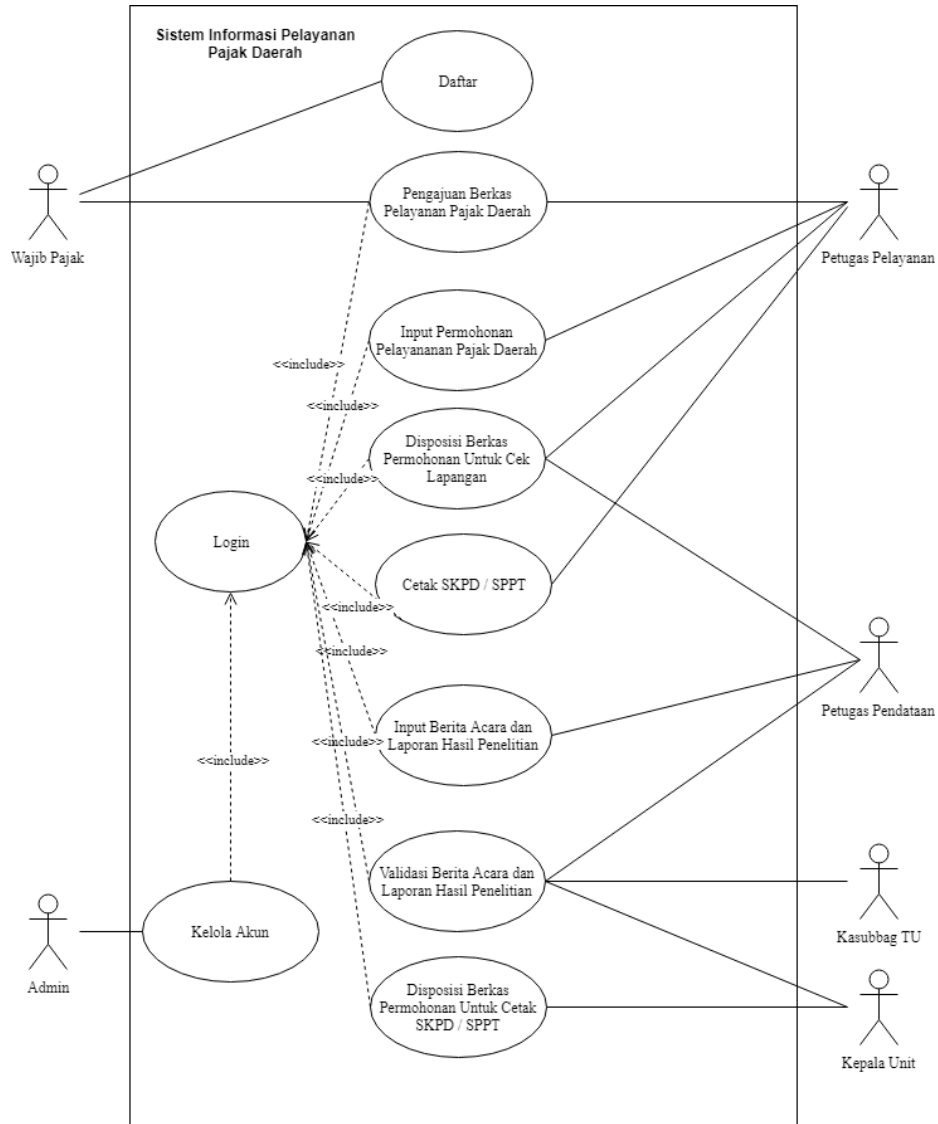 Sistem Informasi Pelayanan
Pajak Daerah
Daftar
Pengajuan Berkas
Pelayanan Pajak Daerah
Wajib Pajak
Petugas Pelayanan
Input Permohonan
Pelayananan Pajak Daerah
<<include>>
<<include>>
Disposisi Berkas
Permohonan Untuk Cek
Lapangan
<<include>>
Login
Cetak SKPD / SPPT
<<include>>
<<include>>
Petugas Pendataan
Input Berita Acara dan
Laporan Hasil Penelitian
<<include>>
<<include>>
<<include>>
Validasi Berita Acara dan
Laporan Hasil Penelitian
Kelola Akun
Kasubbag TU
Admin
Disposisi Berkas
Permohonan Untuk Cetak
SKPD / SPPT
Kepala Unit